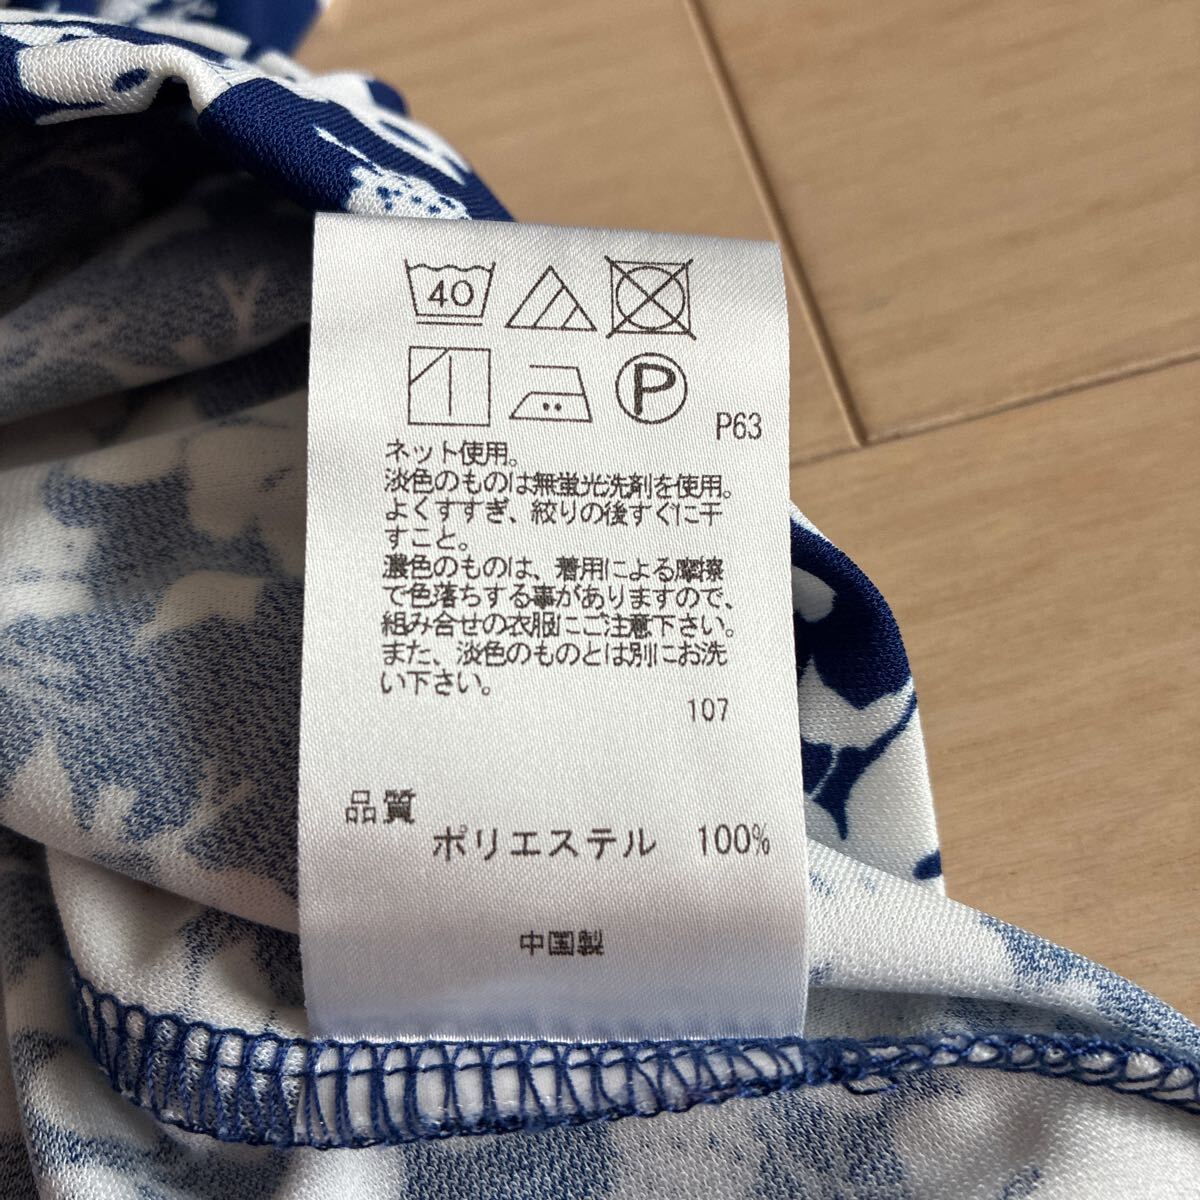 40
P
P63
ネット使用。
淡色のものは無蛍光洗剤を使用。
よくすすぎ、絞りの後すぐに干
すこと。
濃色のものは、着用による摩擦
で色落ちする事がありますので、
組み合せの衣服にご注意下さい。
また、淡色のものとは別にお洗
い下さい。
107
品質
ポリエステル 100%
中国製